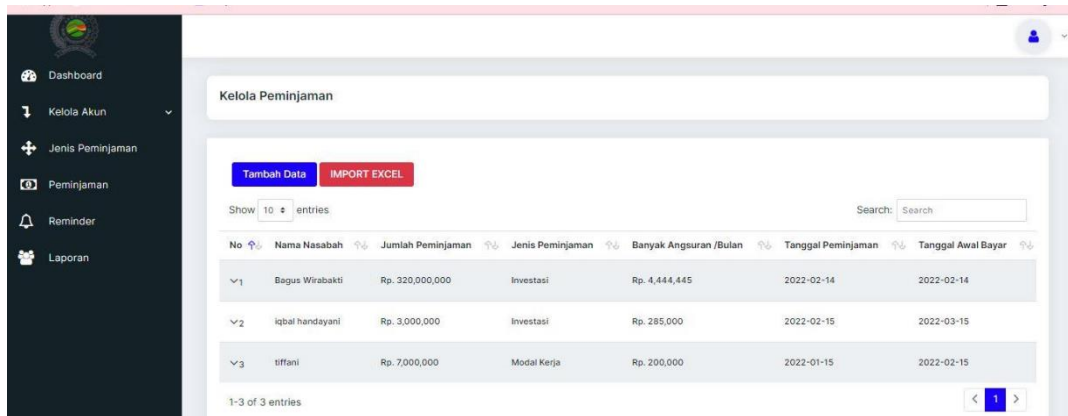 Dashboard
Kelola Akun
Jenis Peminjaman
Peminjaman
Reminder
Laporan
Kelola Peminjaman
Tambah Data IMPORT EXCEL
Show 10 entries Search: Search
No Nama Nasabah Jumlah Peminjaman Jenis Peminjaman Banyak Angsuran /Bulan Tanggal Peminjaman Tanggal Awal Bayar
1 Bagus Wirabakti Rp. 320,000,000 Investasi Rp. 4,444,445 2022-02-14 2022-02-14
2 iqbal handayani Rp. 3,000,000 Investasi Rp. 285,000 2022-02-15 2022-03-15
3 tiffani Rp. 7,000,000 Modal Kerja Rp. 200,000 2022-01-15 2022-02-15
1-3 of 3 entries < 1 >